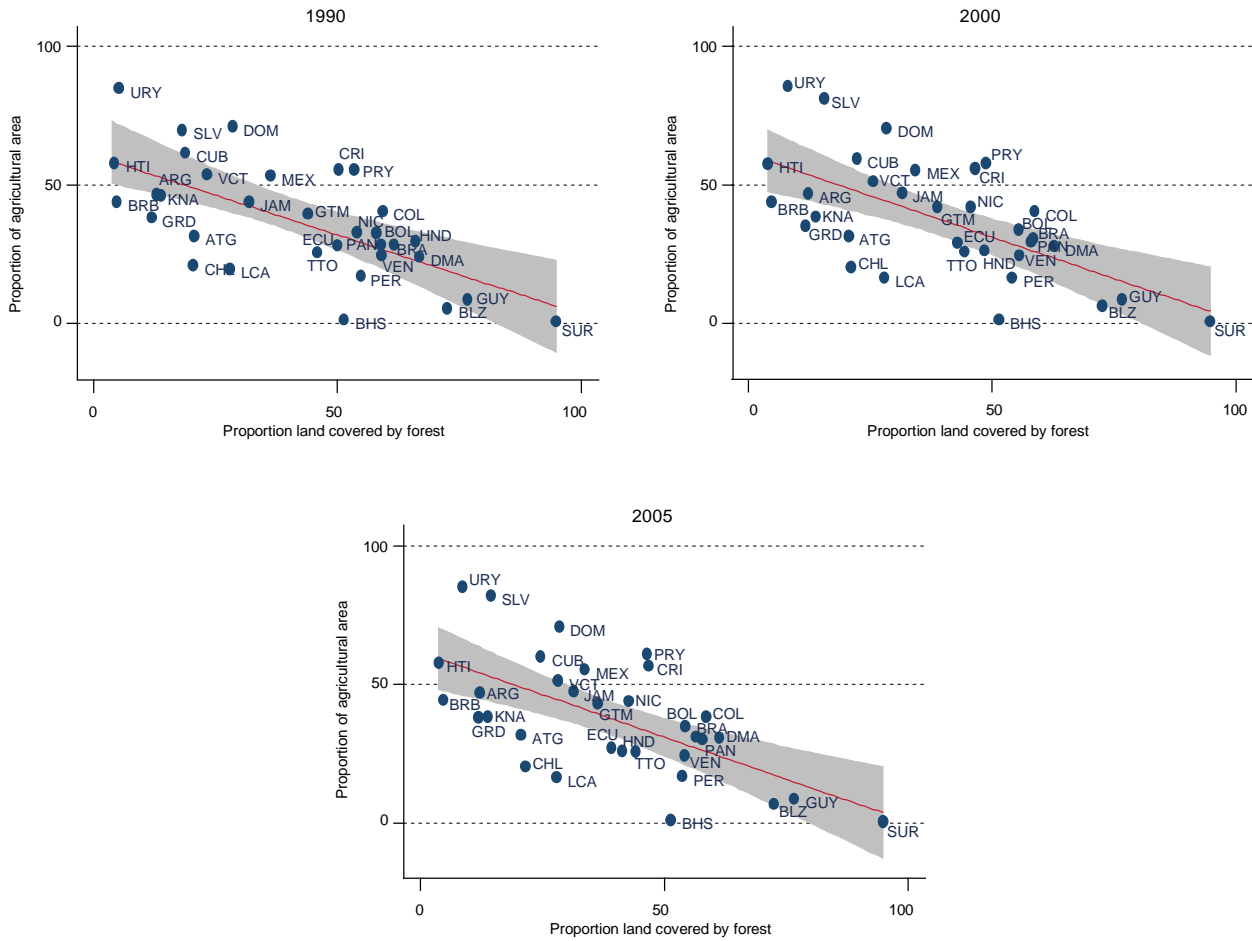 1990
100
50
0
Proportion of agricultural area
URY
SLV
DOM
CUB
HTI
ARG
VCT
MEX
CRI
PRY
BRB
KNA
JAM
GTM
GRD
ATG
NIC
COL
BOL
HND
ECU
PAN
BRA
TTO
VEN
DMA
CHL
LCA
PER
GUY
BHS
BLZ
SUR
0 50 100
Proportion land covered by forest
2000
100
50
0
Proportion of agricultural area
URY
SLV
DOM
CUB
PRY
HTI
MEX
CRI
VCT
ARG
JAM
NIC
BRB
KNA
GTM
COL
GRD
BOL
ATG
ECU
BRA
PAN
DMA
TTO
HND
VEN
CHL
LCA
PER
GUY
BHS
BLZ
SUR
0 50 100
Proportion land covered by forest
2005
100
50
0
Proportion of agricultural area
URY
SLV
DOM
CUB
PRY
HTI
MEX
CRI
VCT
ARG
JAM
NIC
BRB
KNA
GTM
BOL
COL
GRD
ATG
ECU
HND
BRA
DMA
PAN
CHL
TTO
VEN
LCA
PER
GUY
BLZ
BHS
SUR
0 50 100
Proportion land covered by forest